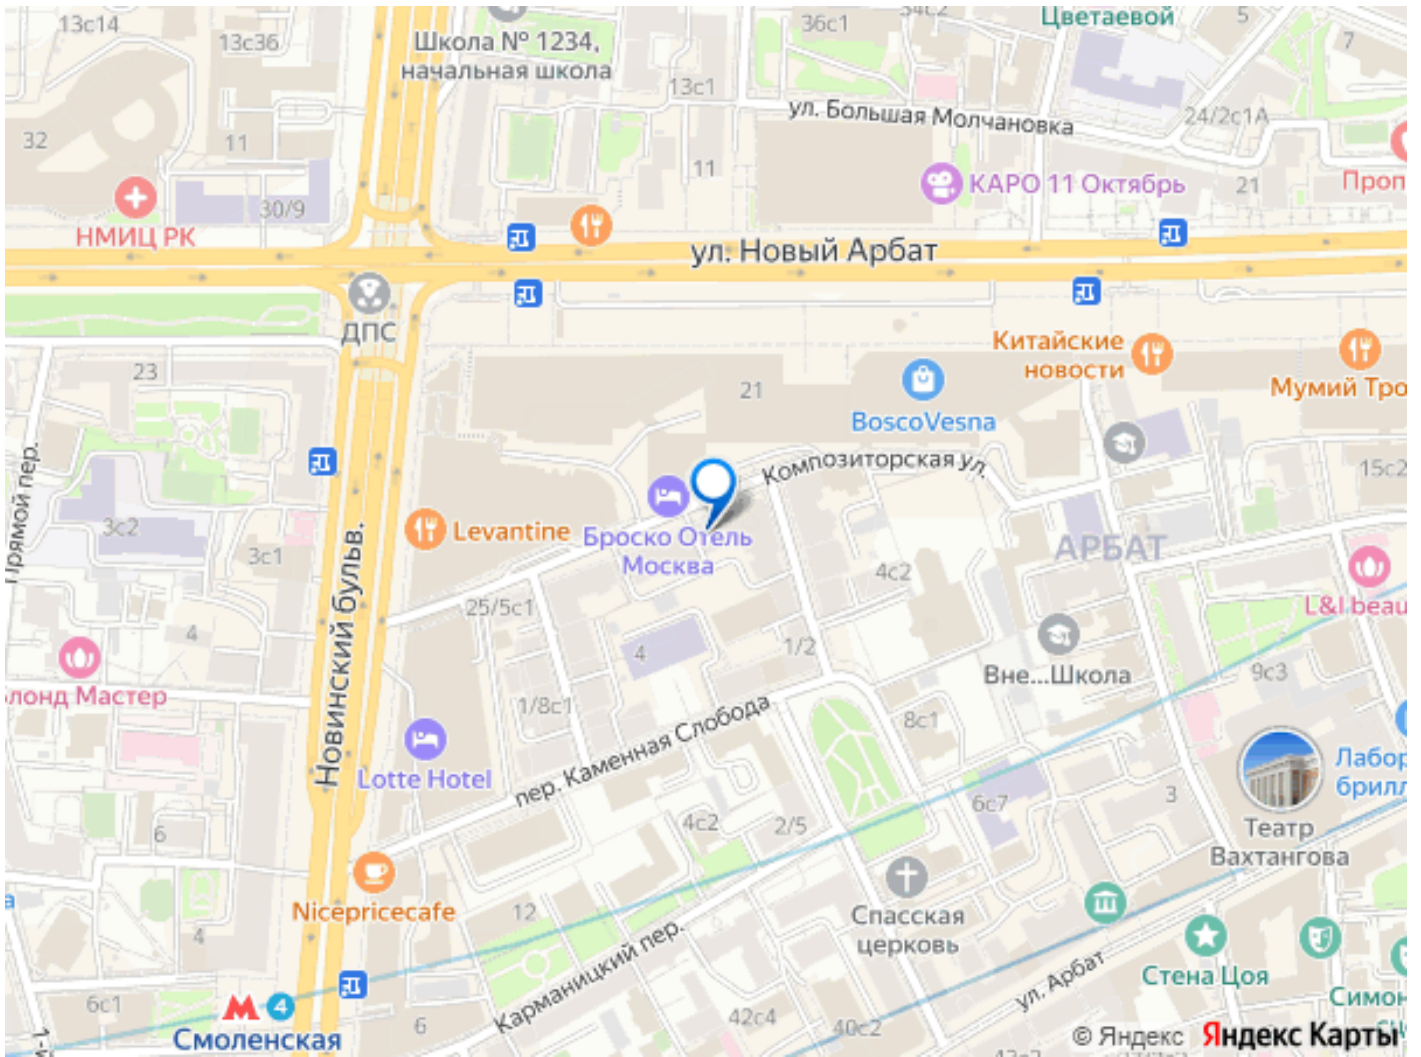 13с14
13с36
36с1
34с2
Цветаевой
5
7
Школа № 1234,
начальная школа
13с1
ул. Большая Молчановка
24/2с1А
32
11
11
КАРО 11 Октябрь
21
Проп
30/9
НМИЦ РК
ул. Новый Арбат
ДПС
23
21
Китайские
новости
Мумий Тро
BoscoVesna
Прямой пер.
Композиторская ул.
15с2
3с2
3с1
Levantine
Броско Отель
Москва
АРБАТ
4с2
L&I beau
25/5с1
Новинский бульв.
4
4
1/2
Вне...Школа
9с3
лонд Мастер
1/8с1
8с1
пер. Каменная Слобода
Lotte Hotel
Лабор
брилл
6с7
3
6
4с2
2/5
Театр
Вахтангова
Nicepricecafe
12
Спасская
церковь
а
4
Карманицкий пер.
ул. Арбат
Стена Цоя
Симон
6с1
4
Смоленская
6
42с4
40с2
© Яндекс Яндекс Карты